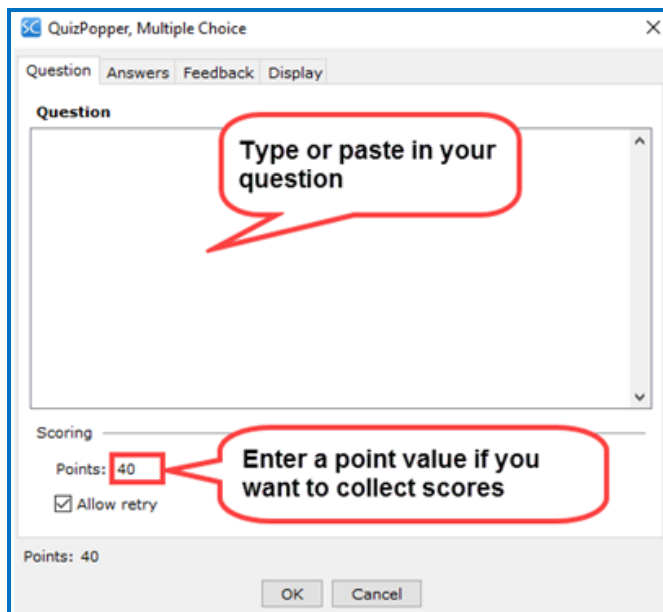 SC QuizPopper, Multiple Choice
Question Answers Feedback Display
Question
Type or paste in your
question
Scoring
Points: 40
Enter a point value if you
want to collect scores
Allow retry
Points: 40
OK Cancel